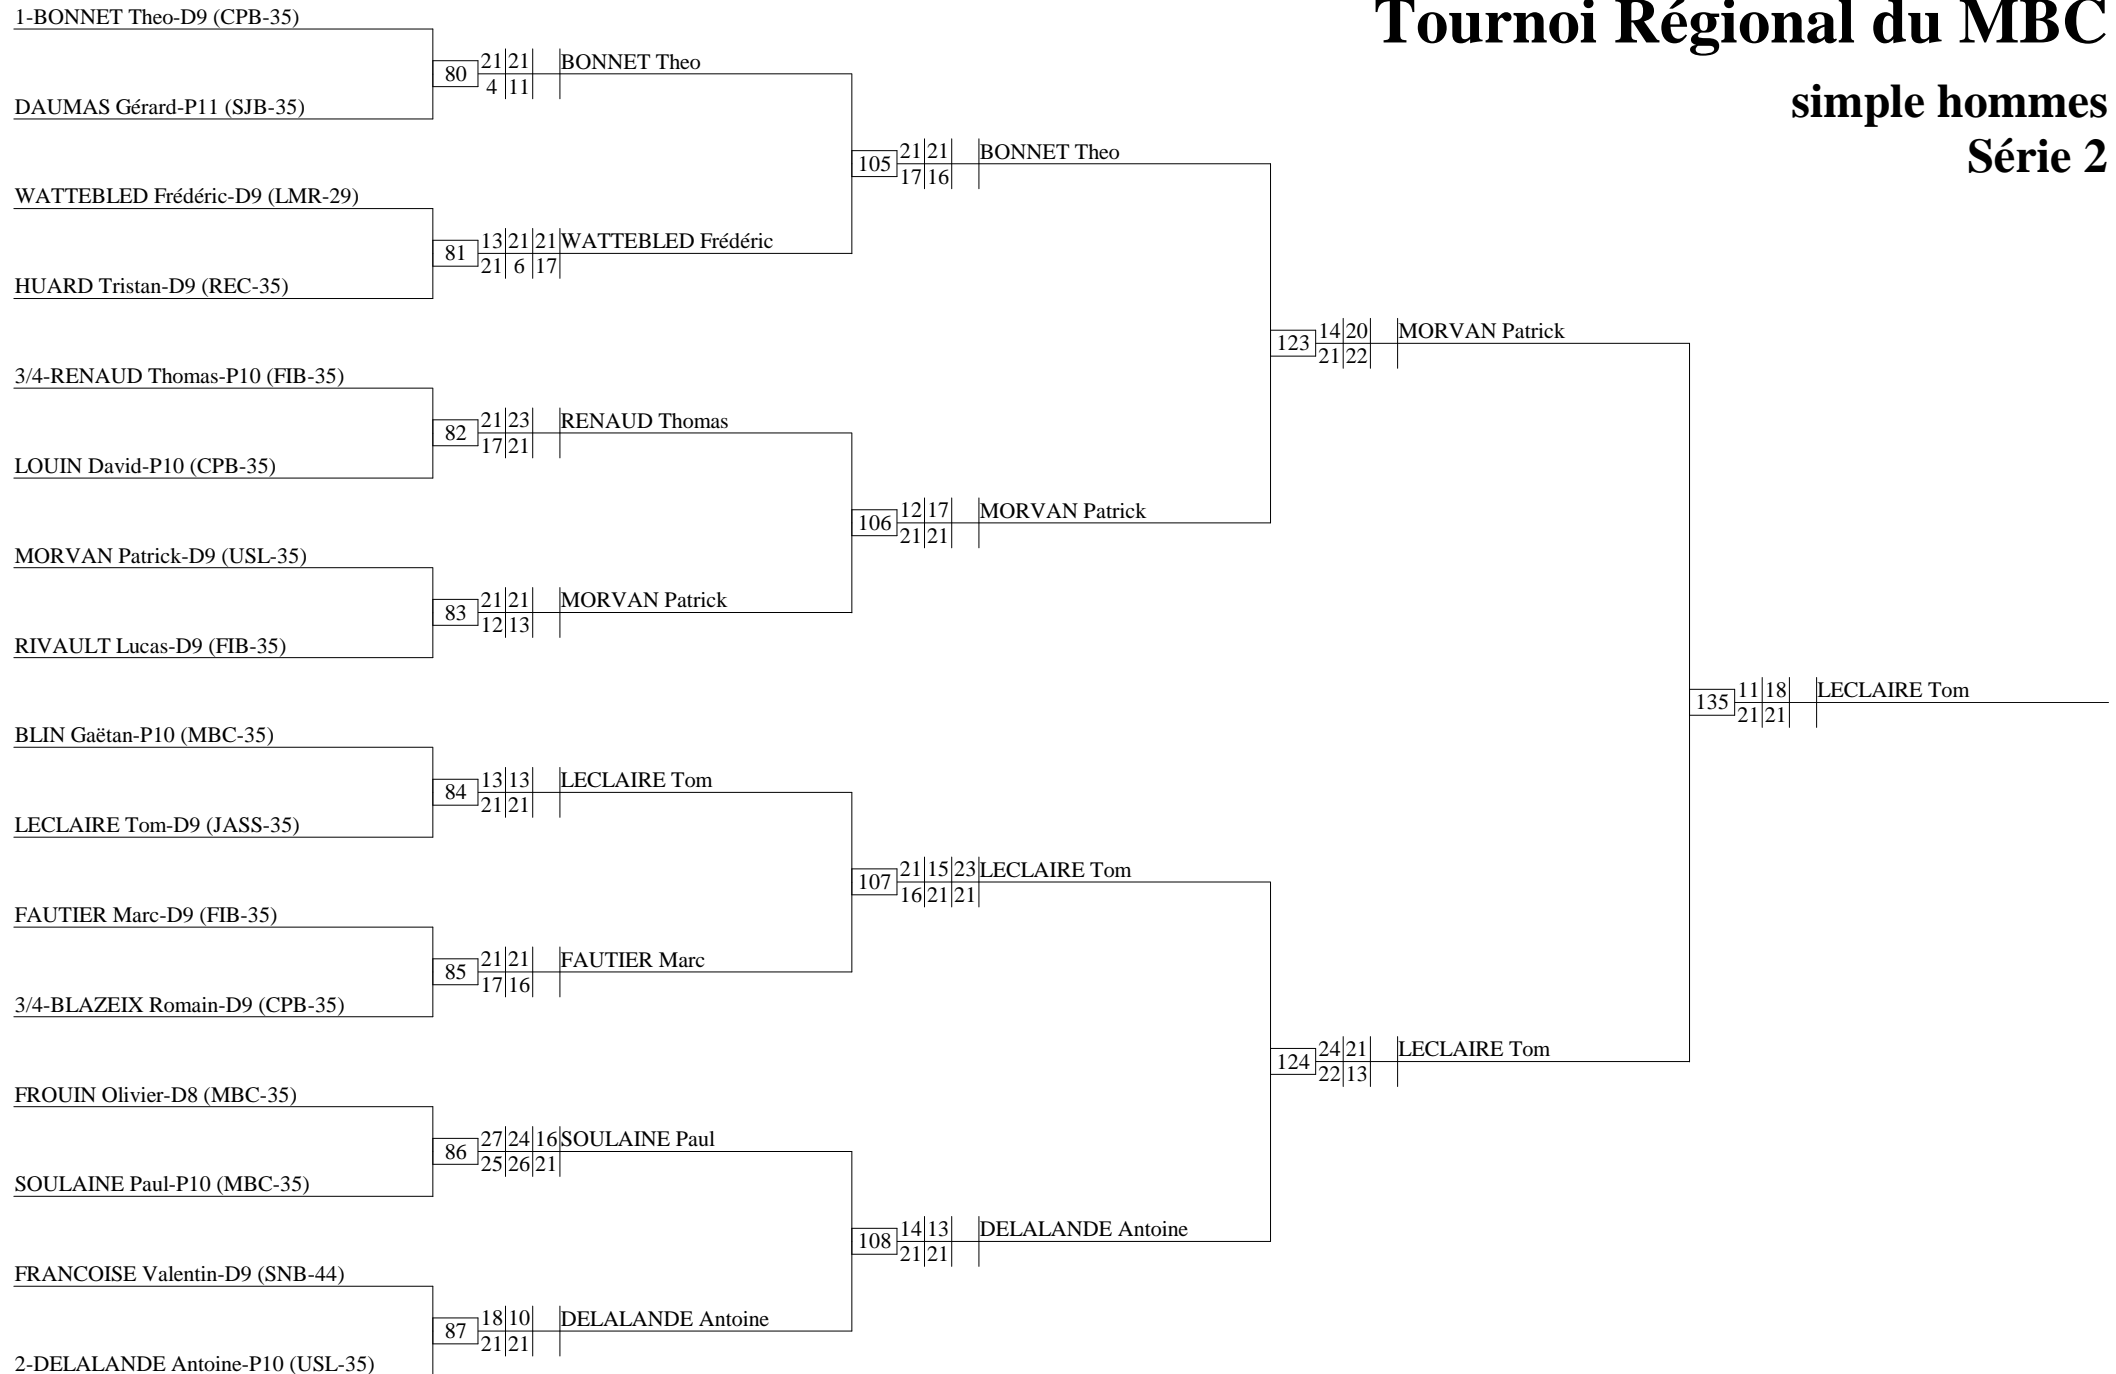 Tournoi Régional du MBC
simple hommes
Série 2
1-BONNET Theo-D9 (CPB-35)
80 21 21 BONNET Theo
4 11
DAUMAS Gérard-P11 (SJB-35)
105 21 21 BONNET Theo
17 16
WATTEBLED Frédéric-D9 (LMR-29)
81 13 21 21 WATTEBLED Frédéric
21 6 17
HUARD Tristan-D9 (REC-35)
123 14 20 MORVAN Patrick
21 22
3/4-RENAUD Thomas-P10 (FIB-35)
82 21 23 RENAUD Thomas
17 21
LOUIN David-P10 (CPB-35)
106 12 17 MORVAN Patrick
21 21
MORVAN Patrick-D9 (USL-35)
83 21 21 MORVAN Patrick
12 13
RIVAULT Lucas-D9 (FIB-35)
135 11 18 LECLAIRE Tom
21 21
BLIN Gaëtan-P10 (MBC-35)
84 13 13 LECLAIRE Tom
21 21
LECLAIRE Tom-D9 (JASS-35)
107 21 15 23 LECLAIRE Tom
16 21 21
FAUTIER Marc-D9 (FIB-35)
85 21 21 FAUTIER Marc
17 16
3/4-BLAZEIX Romain-D9 (CPB-35)
124 24 21 LECLAIRE Tom
22 13
FROUIN Olivier-D8 (MBC-35)
86 27 24 16 SOULAINE Paul
25 26 21
SOULAINE Paul-P10 (MBC-35)
108 14 13 DELALANDE Antoine
21 21
FRANCOISE Valentin-D9 (SNB-44)
87 18 10 DELALANDE Antoine
21 21
2-DELALANDE Antoine-P10 (USL-35)